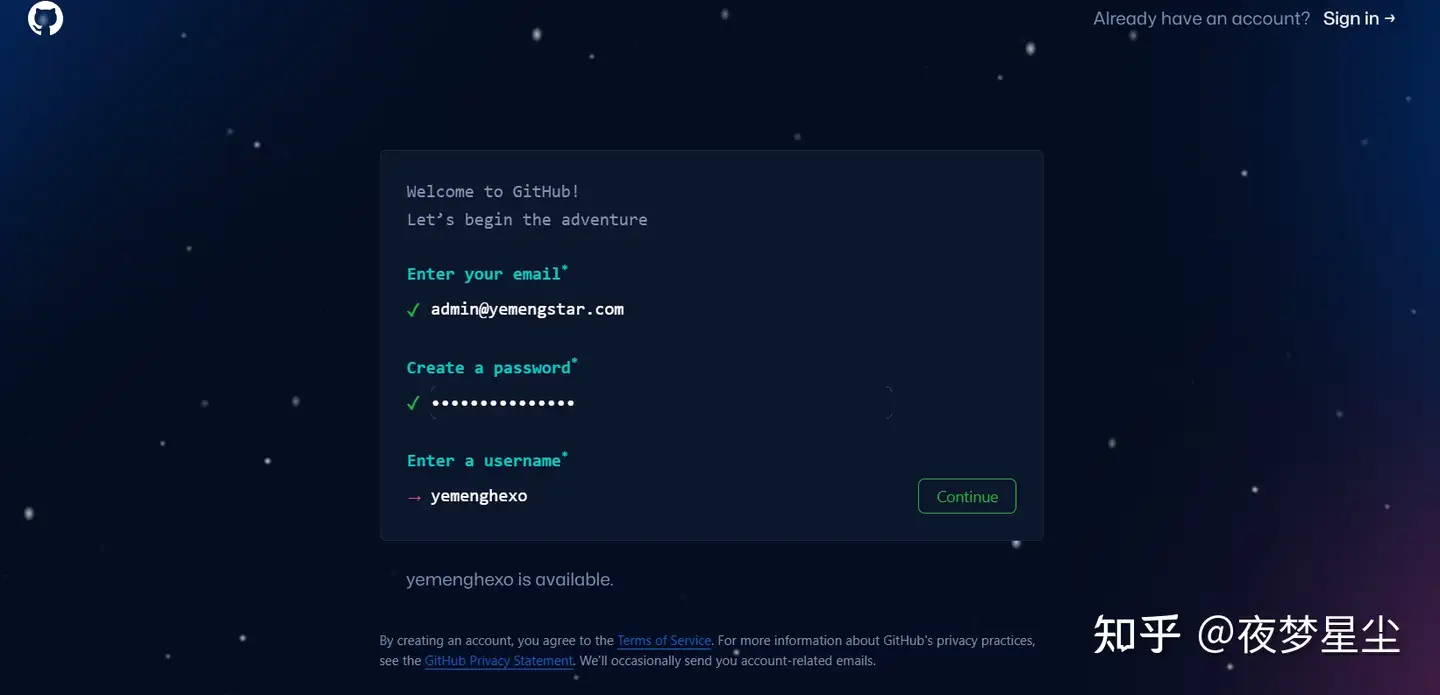 Already have an account? Sign in →
Welcome to GitHub!
Let’s begin the adventure
Enter your email*
✓ admin@yemengstar.com
Create a password*
✓ •••••••••••••••
Enter a username*
→ yemenghexo
Continue
yemenghexo is available.
By creating an account, you agree to the Terms of Service. For more information about GitHub's privacy practices,
see the GitHub Privacy Statement. We'll occasionally send you account-related emails.
知乎 @夜梦星尘